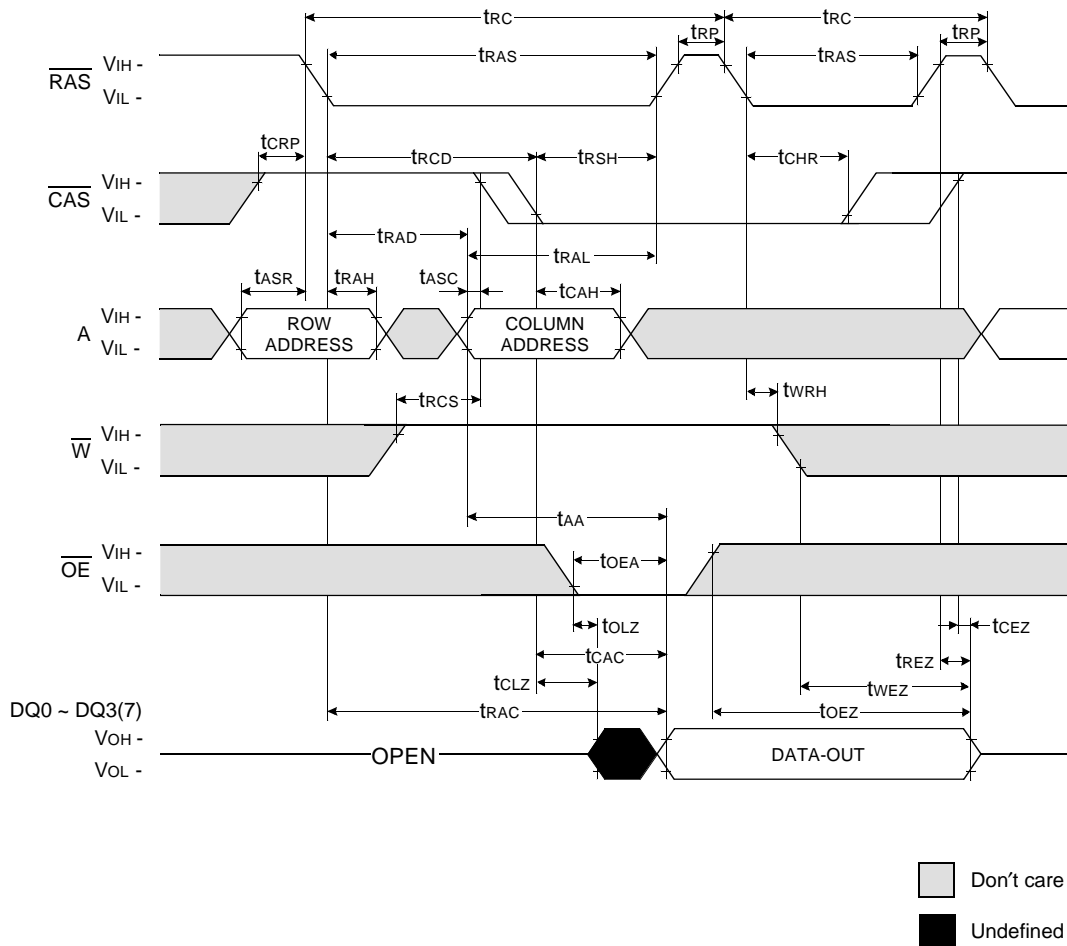 tRC tRC
tRP tRP
tRAS tRAS
RAS VIH -
VIL -
tCRP tRCD tRSH tCHR
CAS VIH -
VIL -
tRAD
tRAL
tASR tRAH tASC tCAH
A VIH -
VIL -
ROW
ADDRESS
COLUMN
ADDRESS
tWRH
tRCS
W VIH -
VIL -
tAA
OE VIH -
VIL -
tOEA
tOLZ tCEZ
tCAC tREZ
tCLZ tWEZ
DQ0 ~ DQ3(7)
tRAC tOEZ
VOH -
VOL -
OPEN DATA-OUT
Don′t care
Undefined